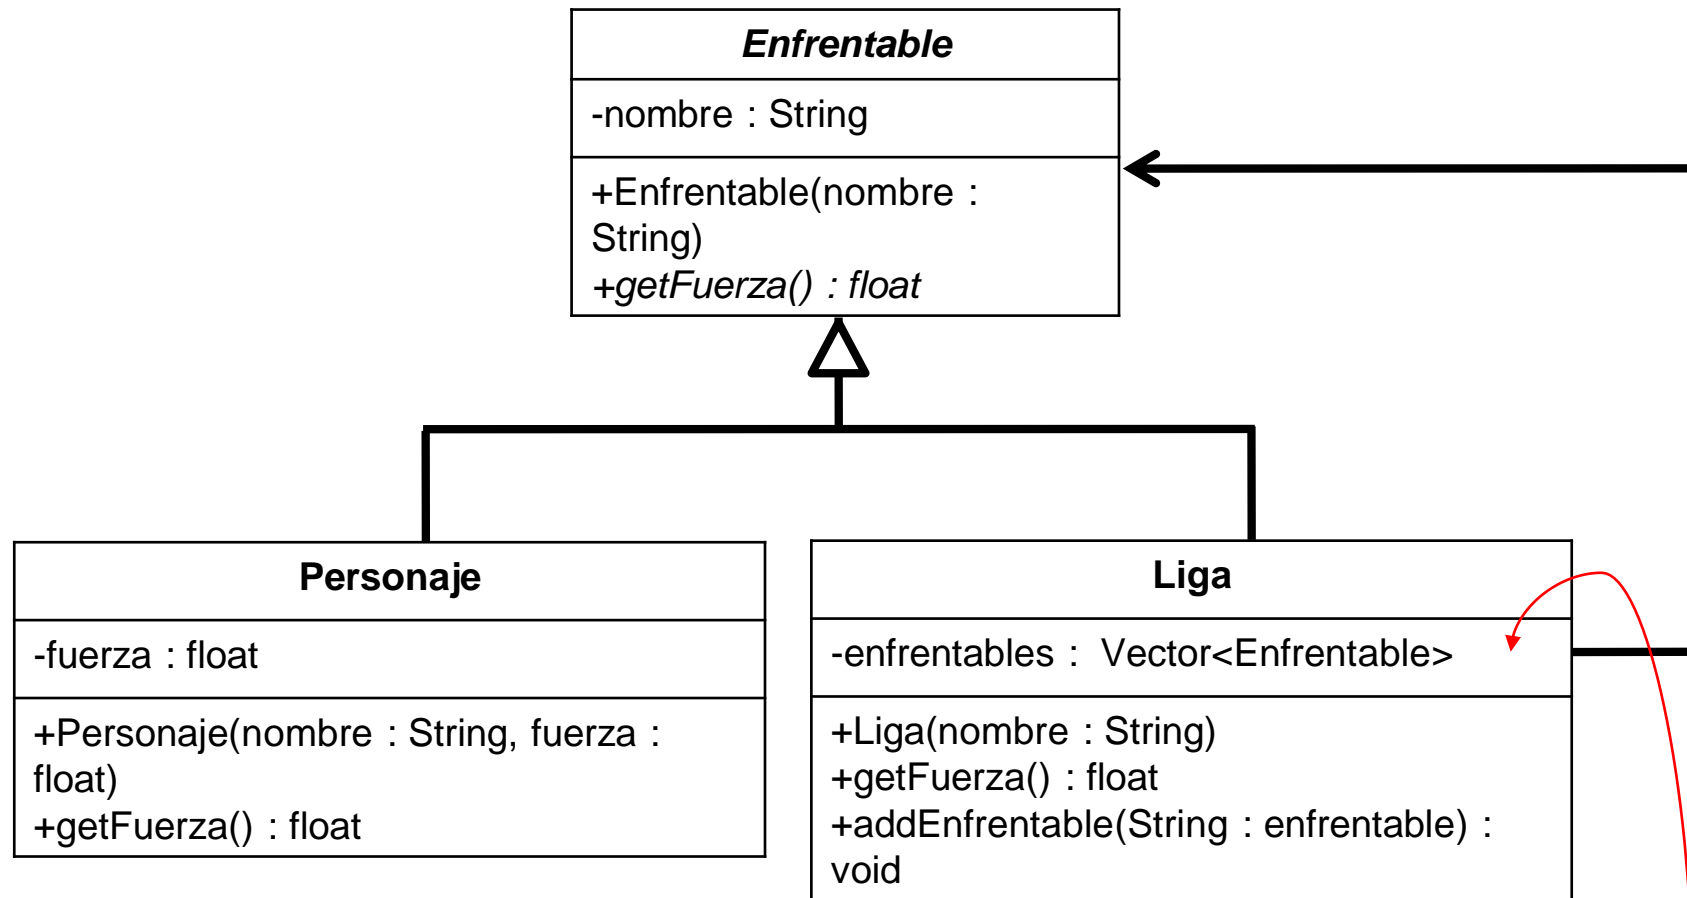 Enfrentable
-nombre : String
+Enfrentable(nombre :
String)
+getFuerza() : float
Personaje
-fuerza : float
+Personaje(nombre : String, fuerza :
float)
+getFuerza() : float
Liga
-enfrentables :  Vector<Enfrentable>
+Liga(nombre : String)
+getFuerza() : float
+addEnfrentable(String : enfrentable) :
void